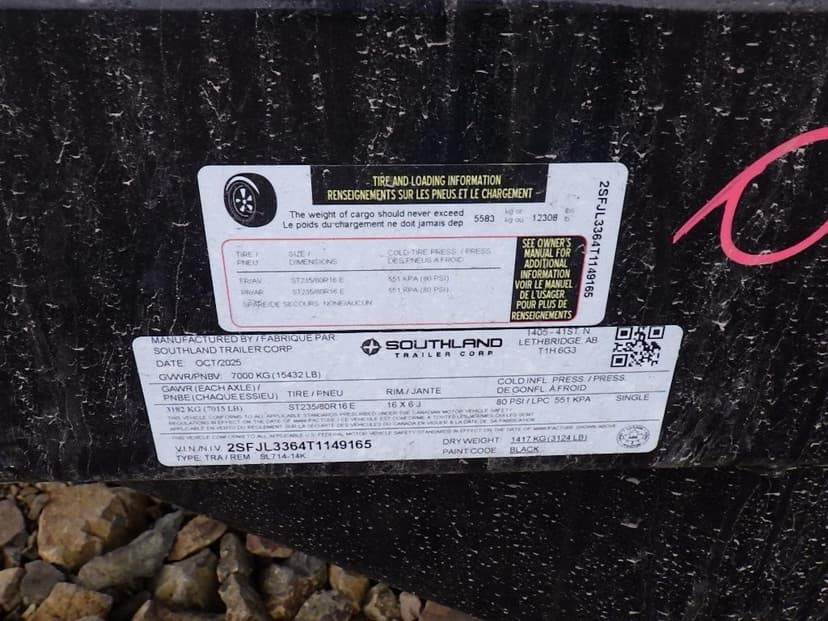 TIRE AND LOADING INFORMATION
RENSEIGNEMENTS SUR LES PNEUS ET LE CHARGEMENT
The weight of cargo should never exceed 5583 kg or 12308 lbs
Le poids du chargement ne doit jamais dep kg ou b
TIRE / SIZE / COLD TIRE PRESS. / PRESS.
PNEU DIMENSIONS DES PNEUS A FROID
FR/AV ST235/80R16 E 551 KPA (80 PSI)
RR/AR ST235/80R16 E 551 KPA (80 PSI)
SPARE/DE SECOURS NONE/AUCUN
SEE OWNER'S
MANUAL FOR
ADDITIONAL
INFORMATION
VOIR LE MANUEL
DE L'USAGER
POUR PLUS DE
RENSEIGNEMENTS
2SFJL3364T1149165
MANUFACTURED BY / FABRIQUE PAR
SOUTHLAND TRAILER CORP
DATE: OCT/2025
SOUTHLAND
TRAILER CORP
1405 - 41ST. N.
LETHBRIDGE, AB
T1H 6G3
GVWR/PNBV: 7000 KG (15432 LB)
GAWR (EACH AXLE) / TIRE / PNEU RIM / JANTE COLD INFL. PRESS. / PRESS. SINGLE
PNBE (CHAQUE ESSIEU) DE GONFL. À FROID
3182 KG (7015 LB) ST235/80R16 E 16 X 6 J 80 PSI / LPC 551 KPA
V.I.N./N.I.V. 2SFJL3364T1149165
TYPE: TRA / REM SL714-14K
DRY WEIGHT: 1417 KG (3124 LB)
PAINT CODE: BLACK